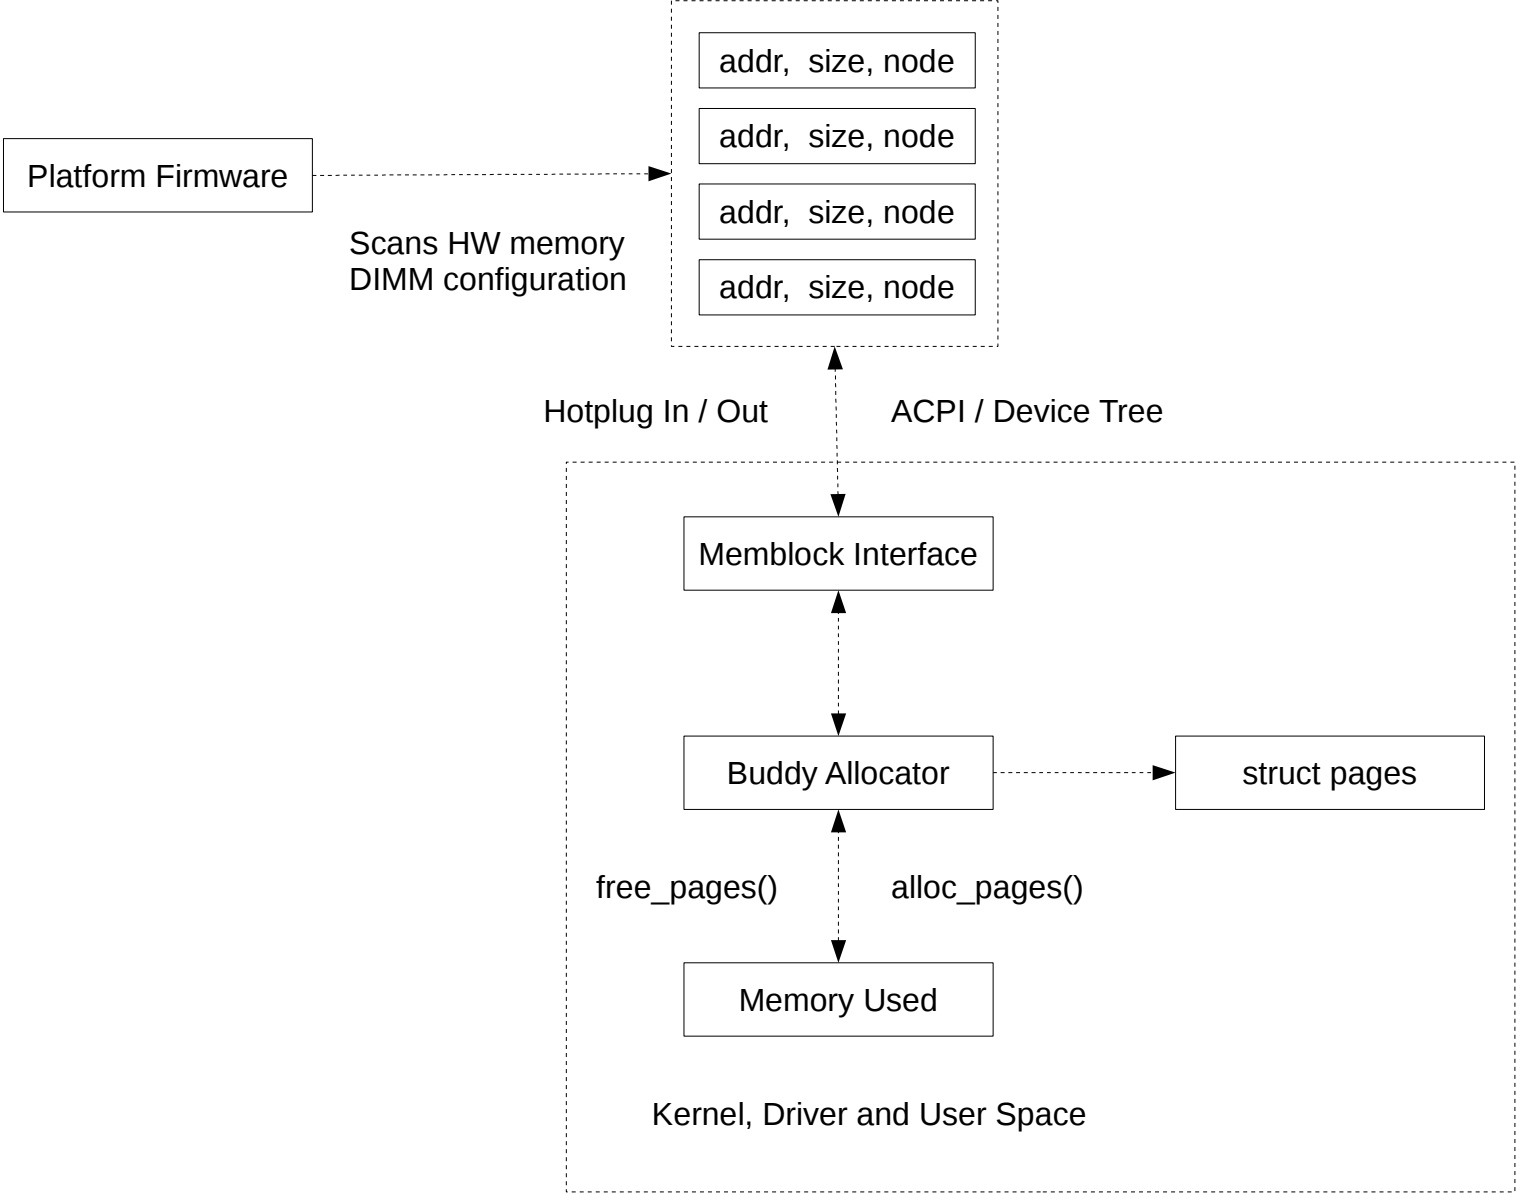 addr, size, node
addr, size, node
Platform Firmware
addr, size, node
Scans HW memory
DIMM configuration
addr, size, node
Hotplug In / Out
ACPI / Device Tree
Memblock Interface
Buddy Allocator
struct pages
free_pages()
alloc_pages()
Memory Used
Kernel, Driver and User Space